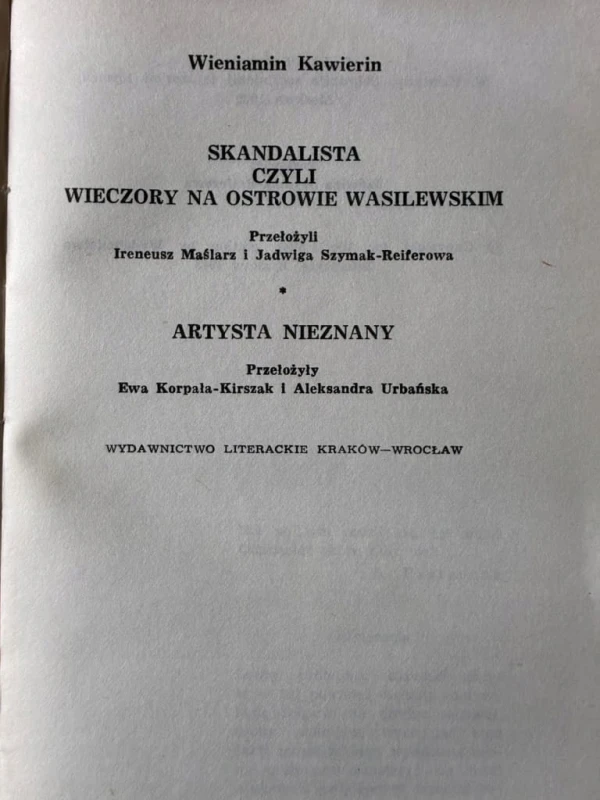 Wieniamin Kawierin
SKANDALISTA
CZYLI
WIECZORY NA OSTROWIE WASILEWSKIM
Przełożyli
Ireneusz Maślarz i Jadwiga Szymak-Reiferowa
*
ARTYSTA NIEZNANY
Przełożyły
Ewa Korpała-Kirszak i Aleksandra Urbańska
WYDAWNICTWO LITERACKIE KRAKÓW—WROCŁAW